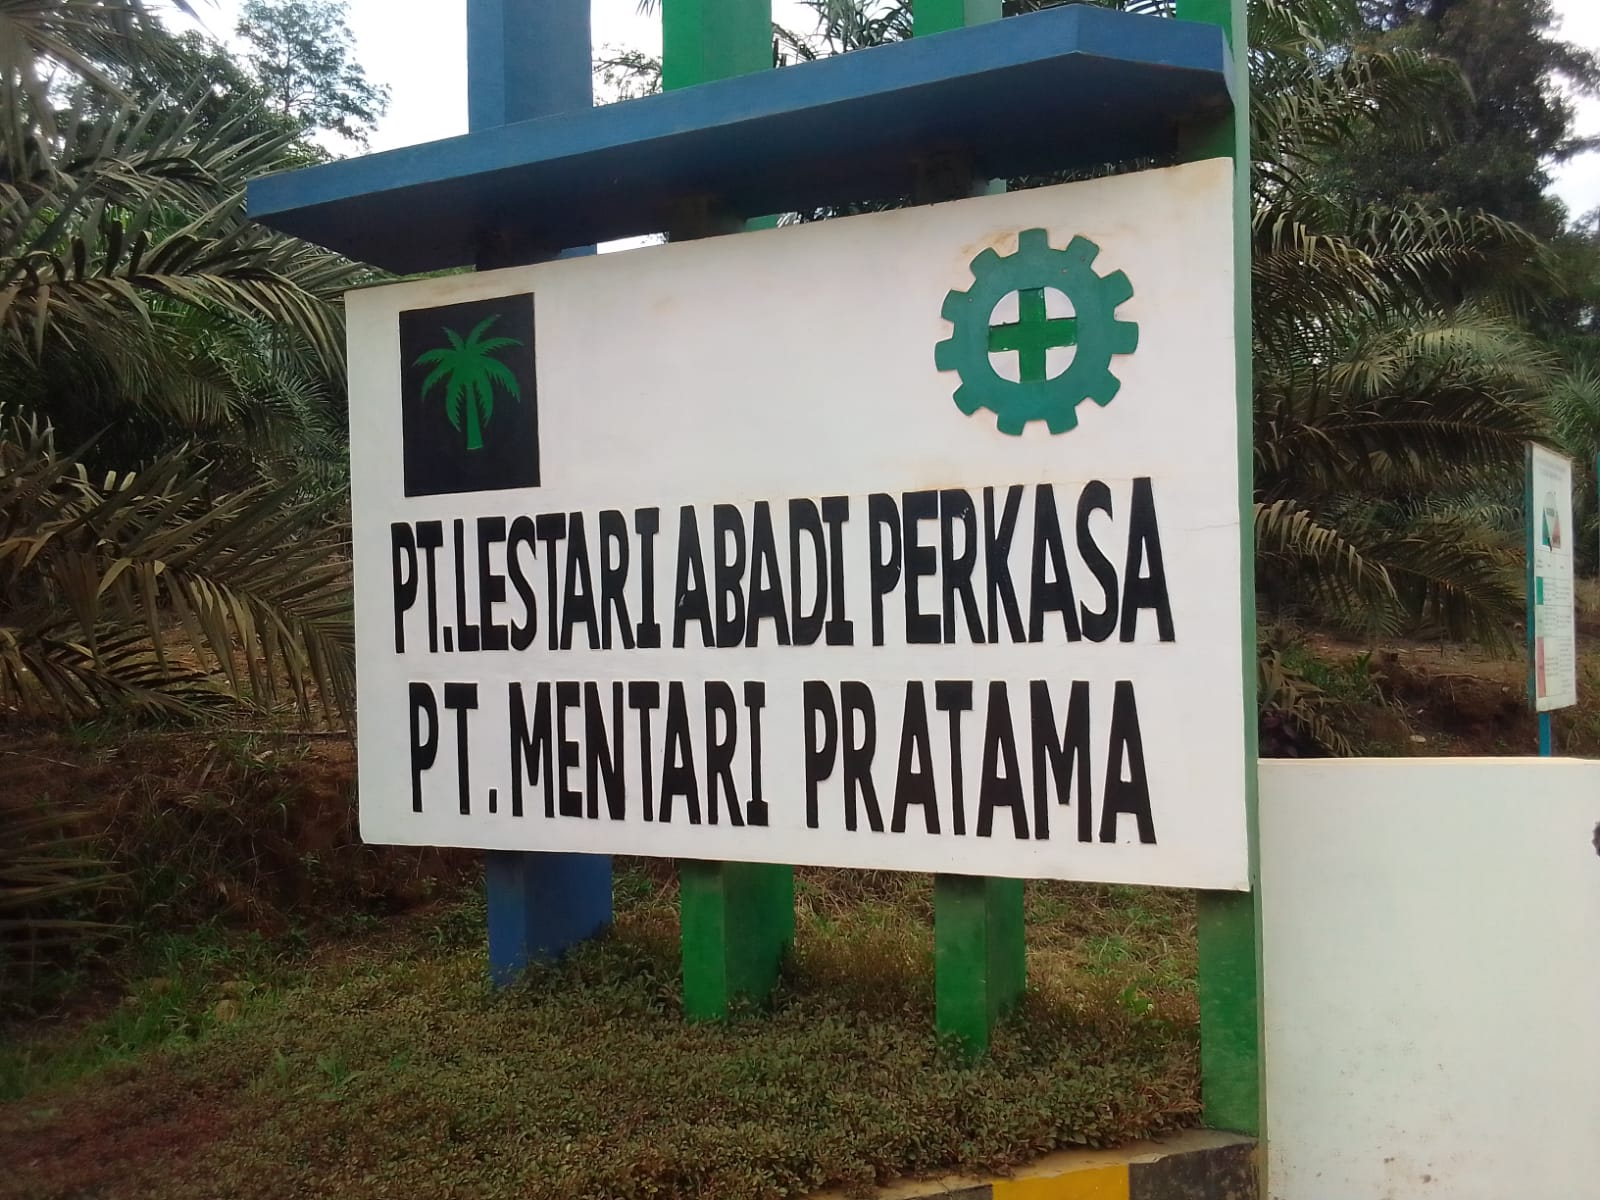 PT.LESTARI ABADI PERKASA
PT. MENTARI PRATAMA